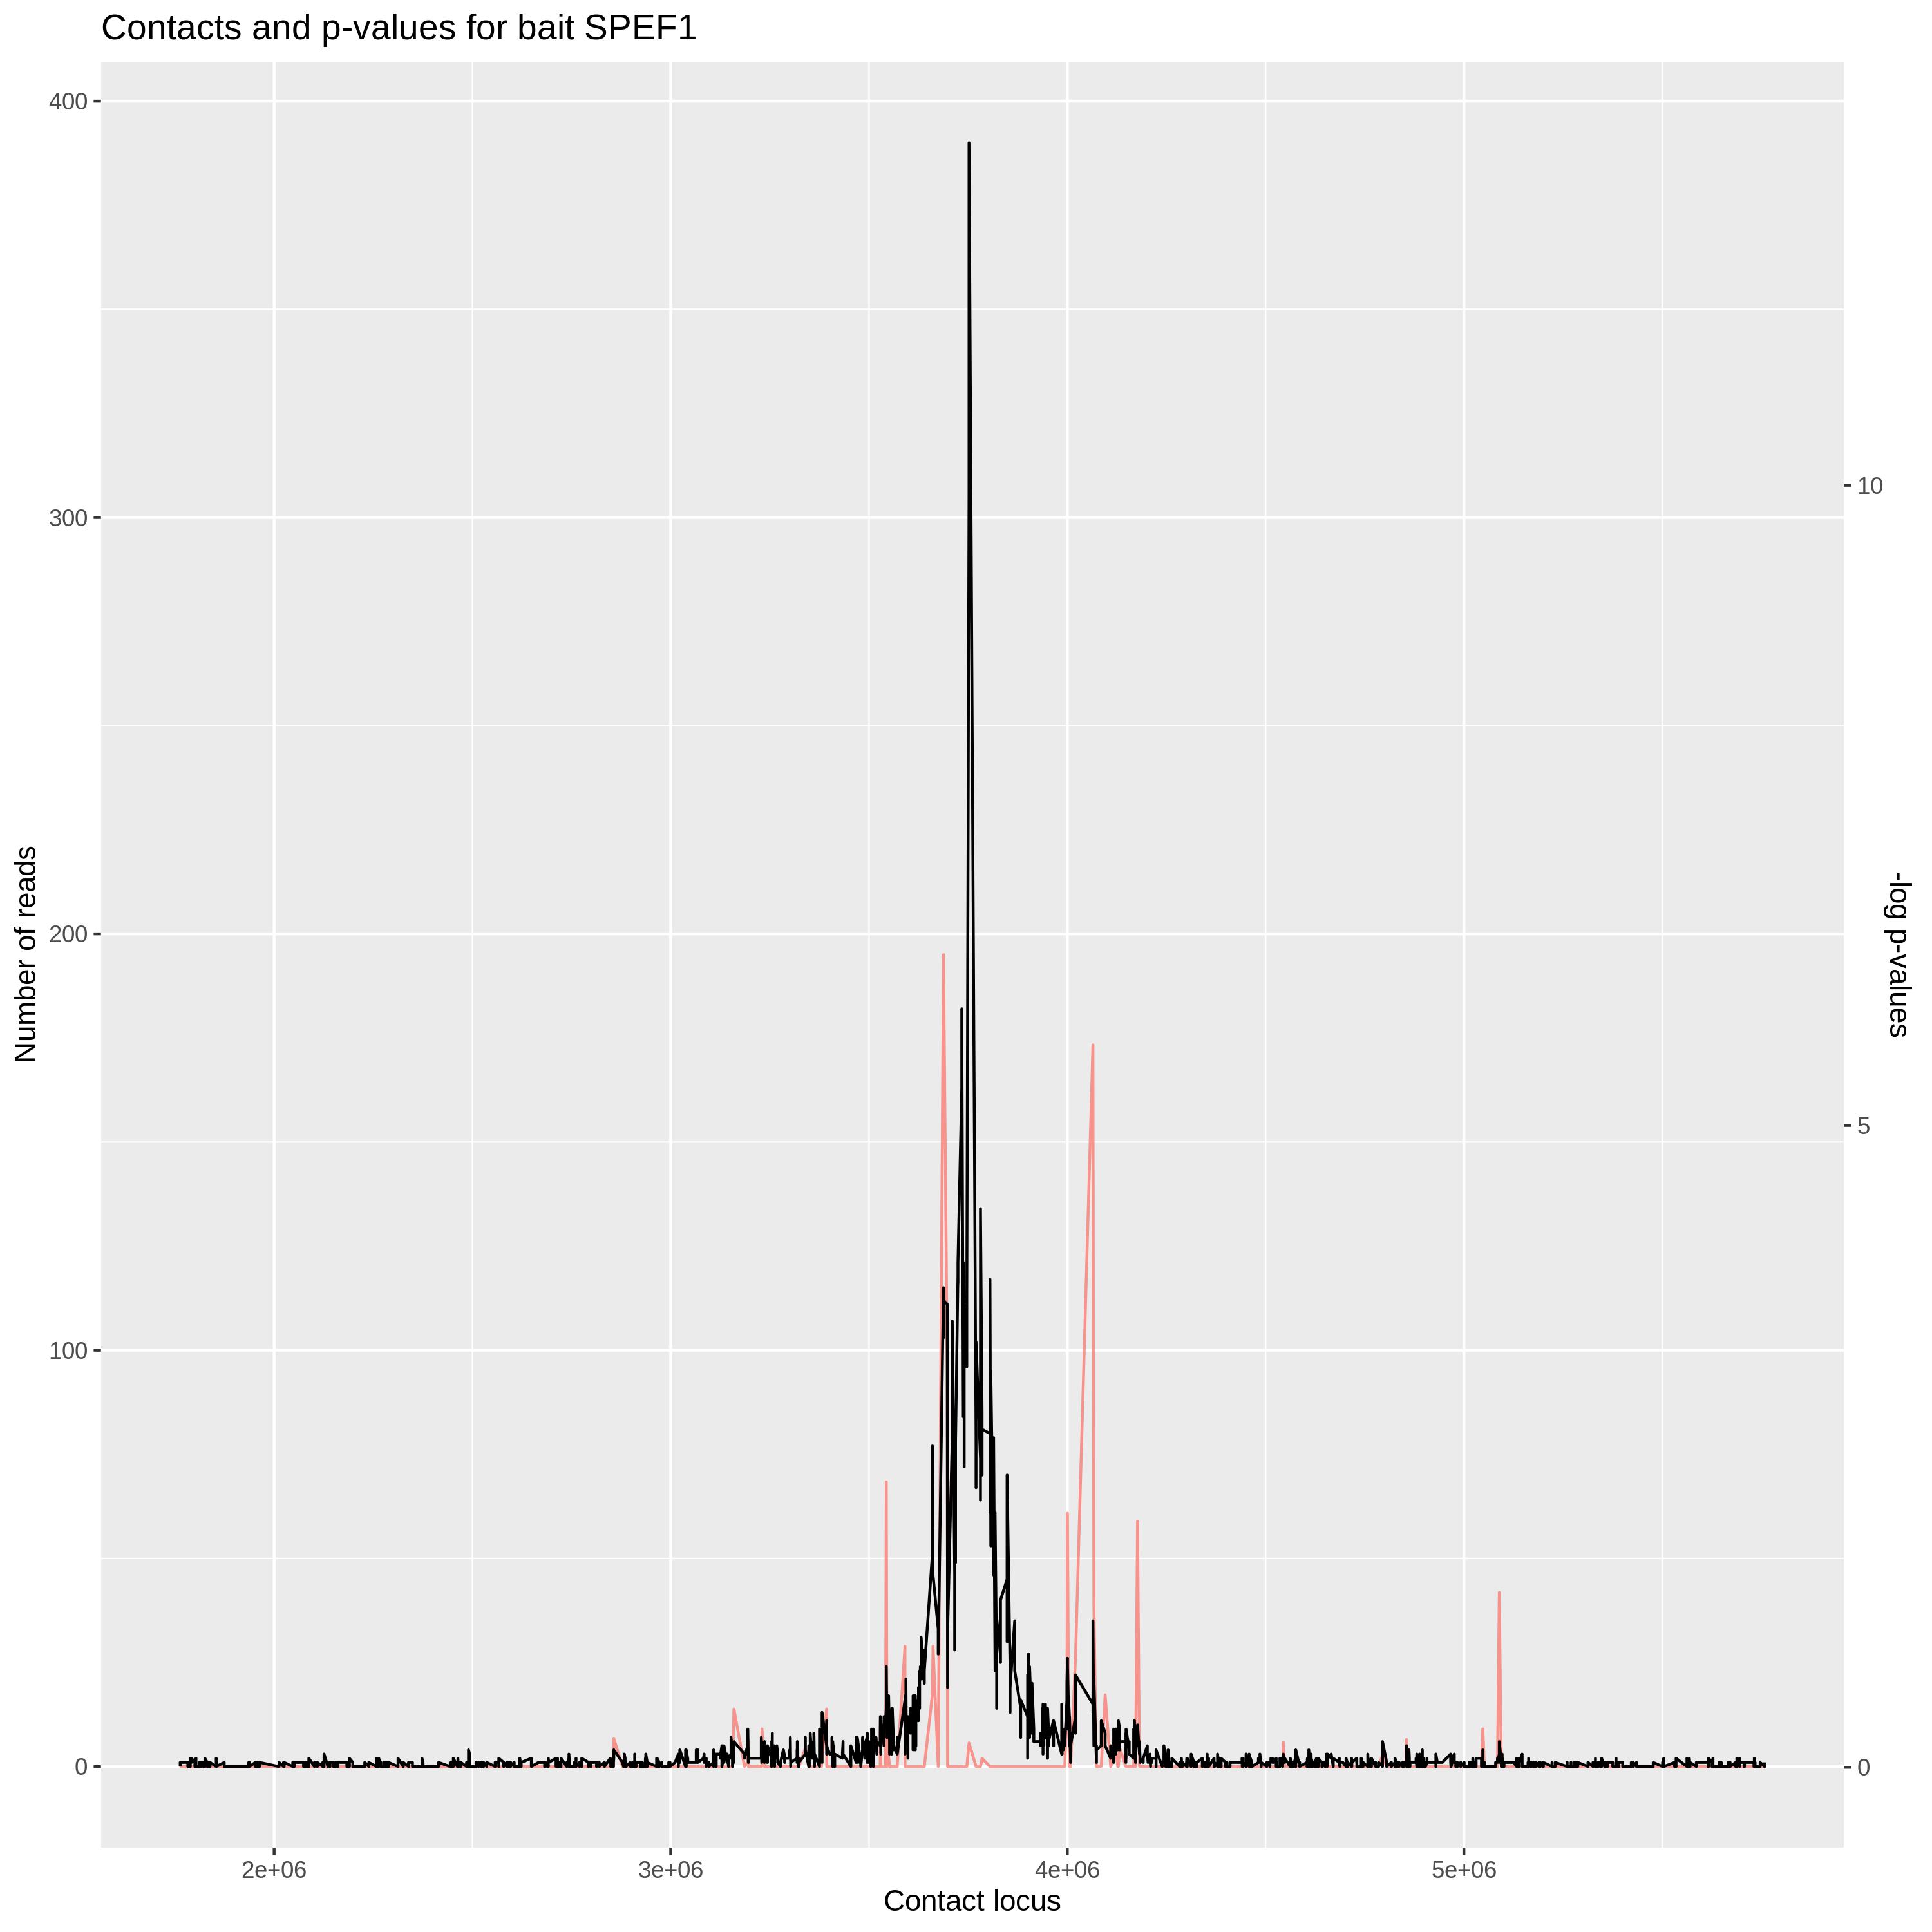 Contacts and p-values for bait SPEF1
400
300
200
100
0
Number of reads
10
5
0
-log p-values
2e+06
3e+06
4e+06
5e+06
Contact locus